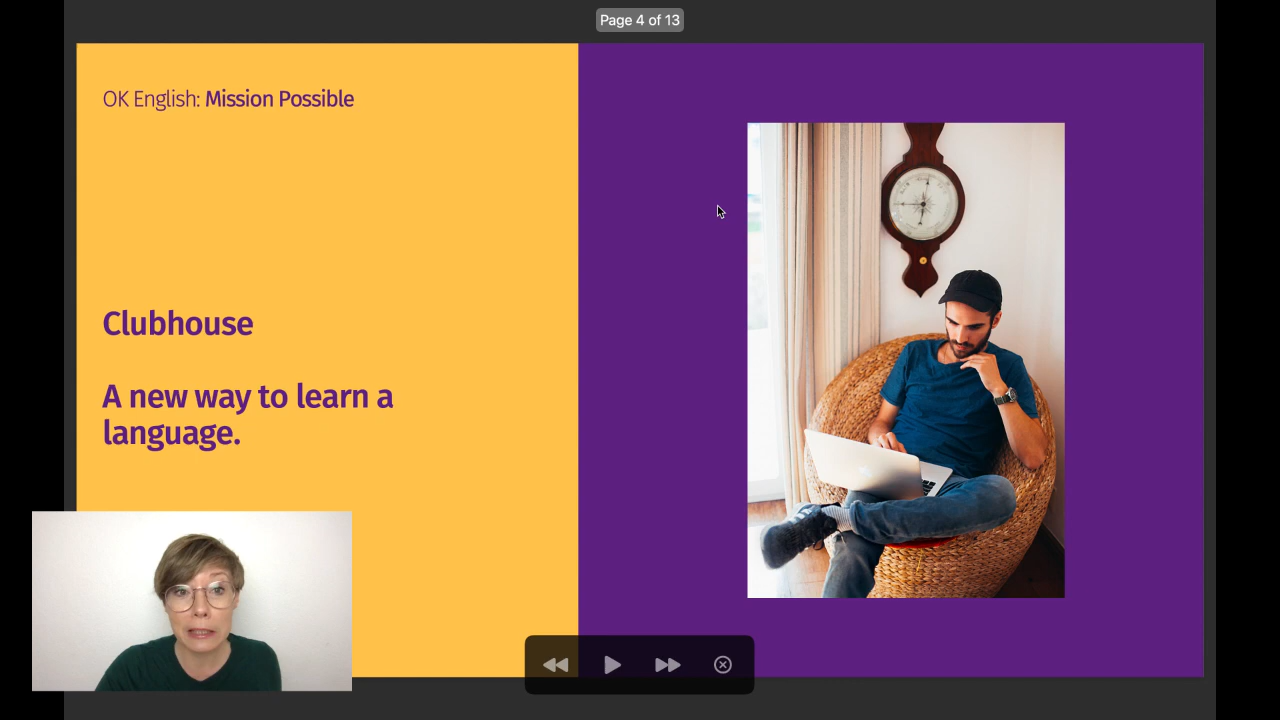 Page 4 of 13
OK English: Mission Possible
Clubhouse
A new way to learn a
language.